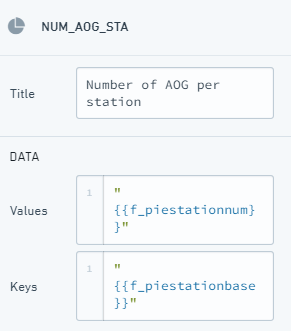 NUM_AOG_STA
Title
Number of AOG per
station
DATA
Values
1
"
{{f_piestationnum}
}"
Keys
1
"
{{f_piestationbase
}}"